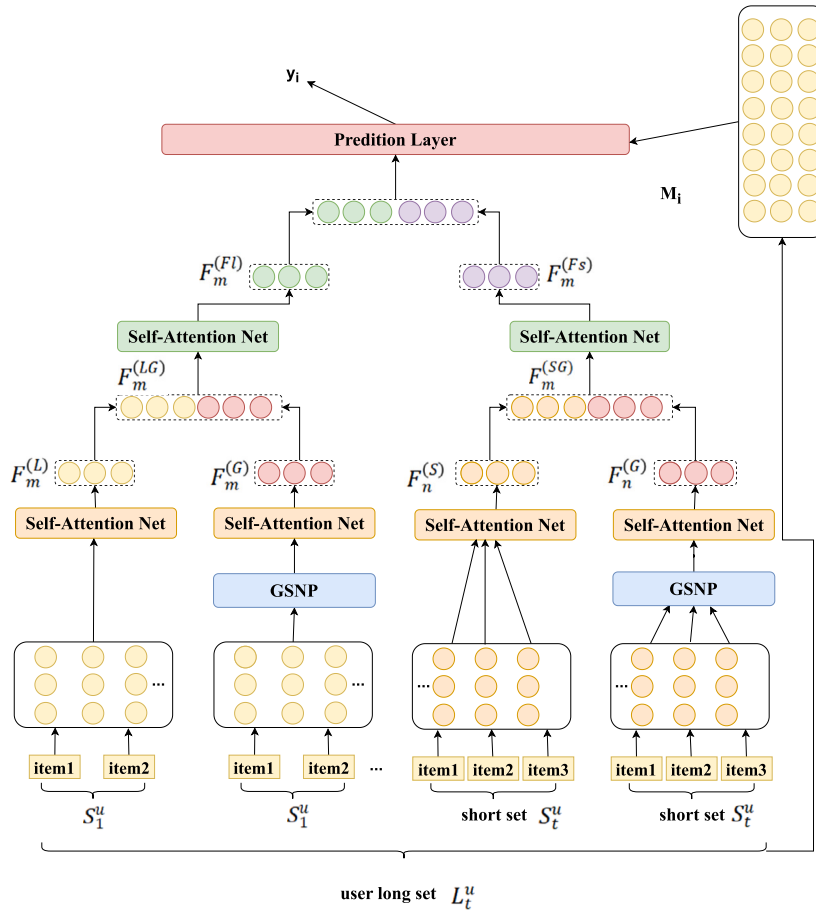 y_i
Predition Layer
M_i
F_m^{(Fl)}
F_m^{(Fs)}
Self-Attention Net
Self-Attention Net
F_m^{(LG)}
F_m^{(SG)}
F_m^{(L)}
F_m^{(G)}
F_n^{(S)}
F_n^{(G)}
Self-Attention Net
Self-Attention Net
Self-Attention Net
Self-Attention Net
GSNP
GSNP
...
...
...
...
item1 item2
item1 item2
...
item1 item2 item3
item1 item2 item3
S_1^u
S_1^u
short set S_t^u
short set S_t^u
user long set L_t^u